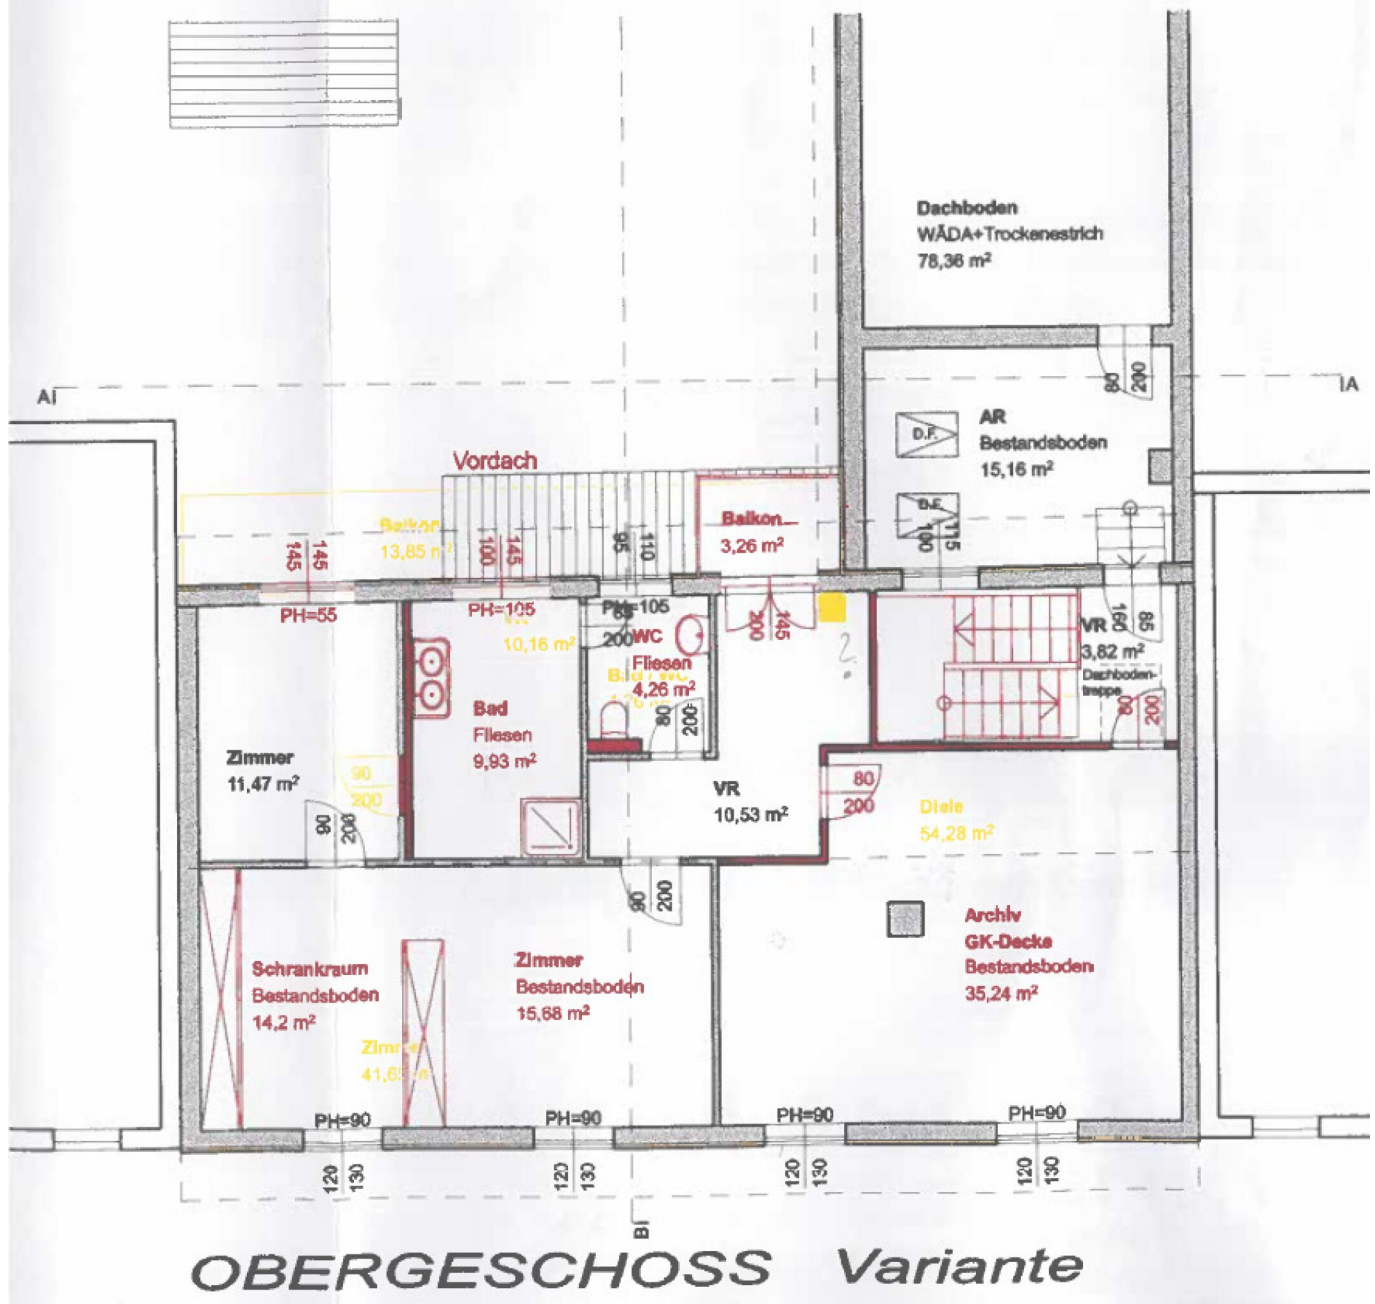 Dachboden
WÄDA+Trockenestrich
78,36 m²
80
200
AI
IA
AR
Bestandsboden
15,16 m²
D.F.
D.F.
100
115
Vordach
Balkon
13,85 m²
Balkon
3,26 m²
145
145
100
145
95
110
PH=55
PH=105
PH=105
10,16 m²
200
WC
Fliesen
4,26 m²
Bad / WC
200
145
?
VR
3,82 m²
Dachboden-
treppe
160
85
80
200
80
200
Bad
Fliesen
9,93 m²
Zimmer
11,47 m²
90
200
90
200
VR
10,53 m²
80
200
Diele
54,28 m²
90
200
Archiv
GK-Decke
Bestandsboden
35,24 m²
Schrankraum
Bestandsboden
14,2 m²
Zimmer
Bestandsboden
15,68 m²
PH=90
PH=90
PH=90
PH=90
120
130
120
130
120
130
120
130
BI
OBERGESCHOSS Variante